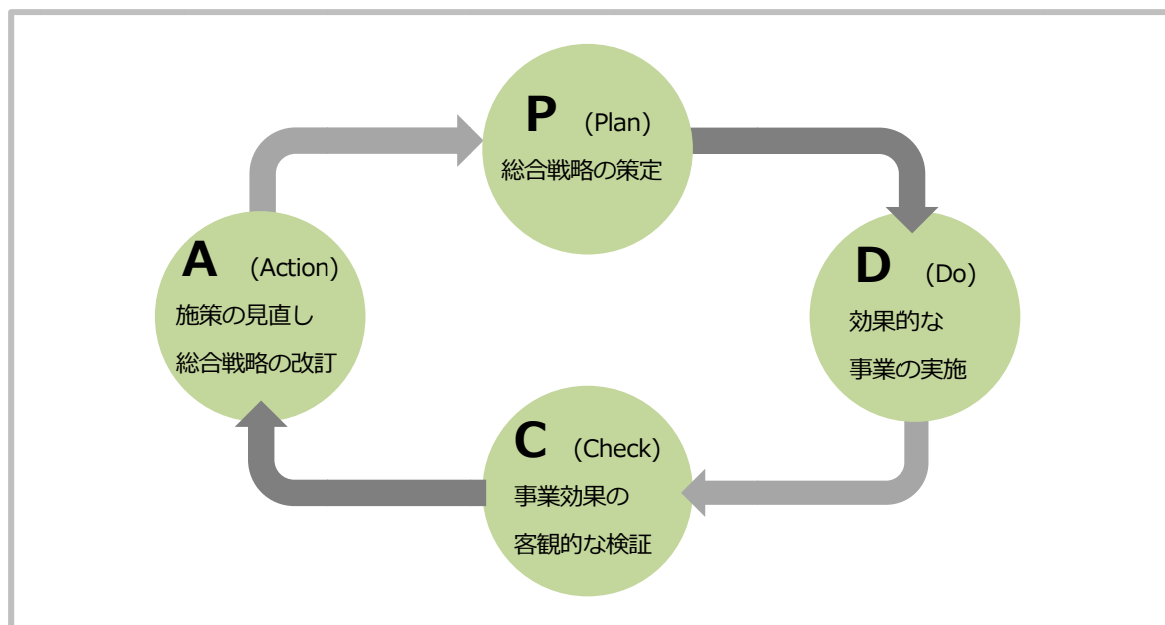 P (Plan)
総合戦略の策定
D (Do)
効果的な
事業の実施
C (Check)
事業効果の
客観的な検証
A (Action)
施策の見直し
総合戦略の改訂